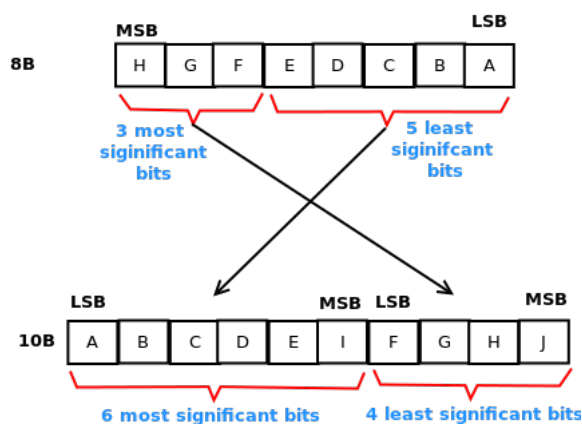 MSB LSB
8B H G F E D C B A
3 most
siginificant
bits
5 least
siginifcant
bits
LSB MSB LSB MSB
10B A B C D E I F G H J
6 most significant bits 4 least significant bits